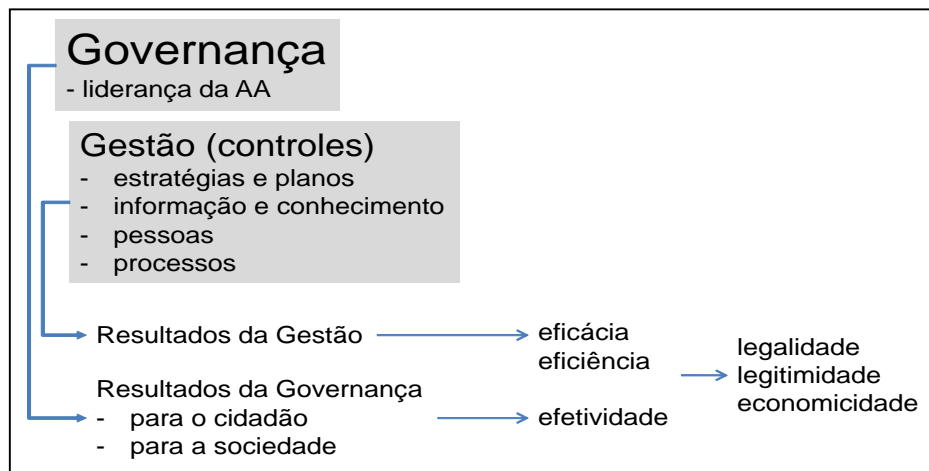 Governança
- liderança da AA
Gestão (controles)
- estratégias e planos
- informação e conhecimento
- pessoas
- processos
Resultados da Gestão
eficácia
eficiência
Resultados da Governança
- para o cidadão
- para a sociedade
efetividade
legalidade
legitimidade
economicidade